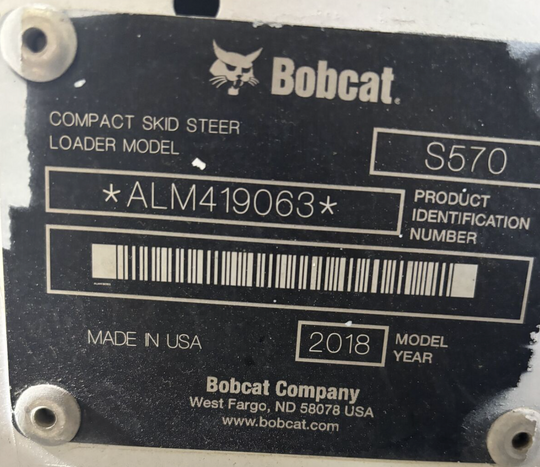 Bobcat.
COMPACT SKID STEER
LOADER MODEL
S570
*ALM419063*
PRODUCT
IDENTIFICATION
NUMBER
MADE IN USA
2018
MODEL
YEAR
Bobcat Company
West Fargo, ND 58078 USA
www.bobcat.com